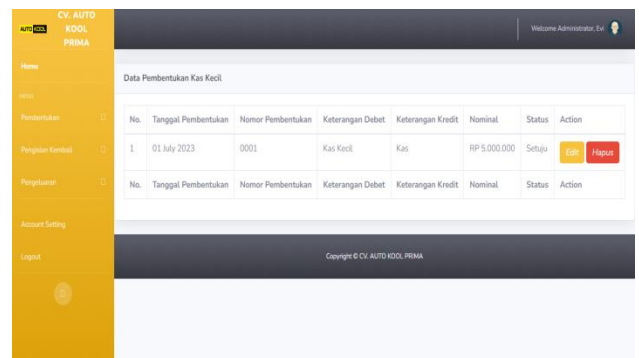 AUTO KOOL
CV. AUTO
KOOL
PRIMA
Welcome Administrator, Evi
Home
MENU
Pembentukan
Pengisian Kembali
Pengeluaran
Account Setting
Logout
Data Pembentukan Kas Kecil
No. Tanggal Pembentukan Nomor Pembentukan Keterangan Debet Keterangan Kredit Nominal Status Action
1 01 July 2023 0001 Kas Kecil Kas RP 5.000.000 Setuju Edit Hapus
No. Tanggal Pembentukan Nomor Pembentukan Keterangan Debet Keterangan Kredit Nominal Status Action
Copyright © CV. AUTO KOOL PRIMA